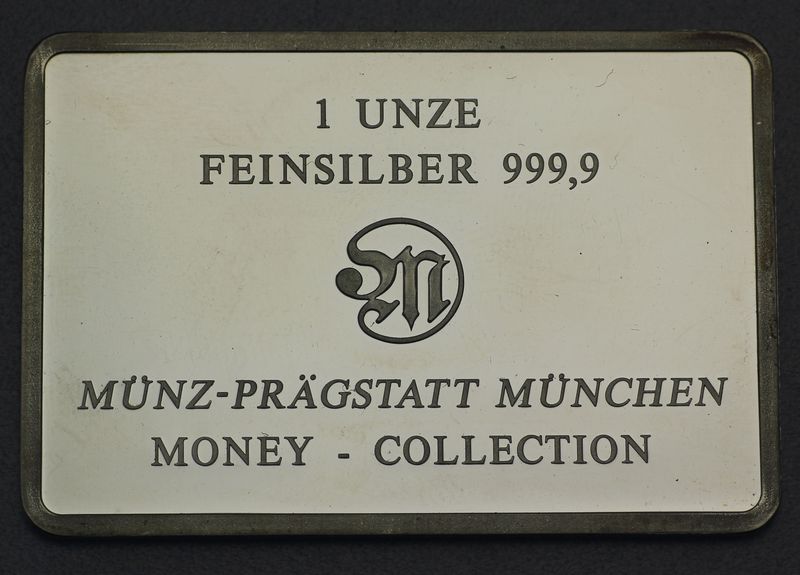 1 UNZE
FEINSILBER 999,9
M
MÜNZ-PRÄGSTATT MÜNCHEN
MONEY - COLLECTION